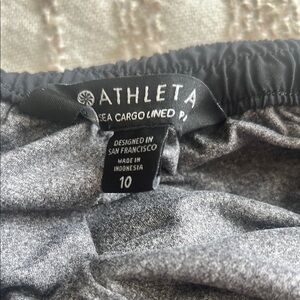 ATHLETA
SEA CARGO LINED
DESIGNED IN
SAN FRANCISCO
MADE IN
INDONESIA
10